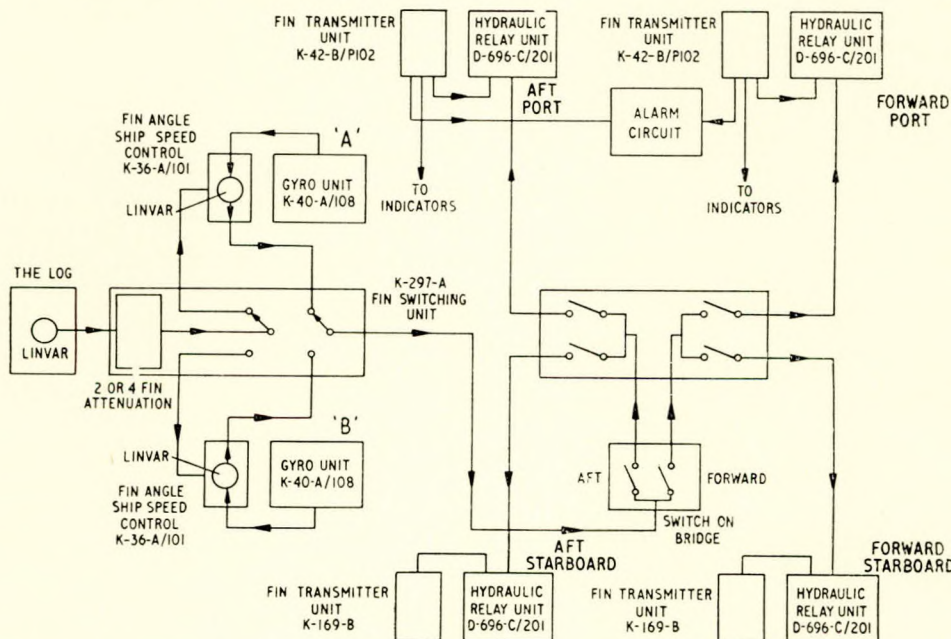 FIN TRANSMITTER
UNIT
K-42-B/P102
HYDRAULIC
RELAY UNIT
D-696-C/201
FIN TRANSMITTER
UNIT
K-42-B/P102
HYDRAULIC
RELAY UNIT
D-696-C/201
AFT
PORT
ALARM
CIRCUIT
FORWARD
PORT
FIN ANGLE
SHIP SPEED
CONTROL
K-36-A/101
'A'
GYRO UNIT
K-40-A/108
LINVAR
TO
INDICATORS
TO
INDICATORS
THE LOG
LINVAR
K-297-A
FIN SWITCHING
UNIT
2 OR 4 FIN
ATTENUATION
'B'
LINVAR
GYRO UNIT
K-40-A/108
FIN ANGLE
SHIP SPEED
CONTROL
K-36-A/101
AFT
FORWARD
SWITCH ON
BRIDGE
AFT
STARBOARD
FORWARD
STARBOARD
FIN TRANSMITTER
UNIT
K-169-B
HYDRAULIC
RELAY UNIT
D-696-C/201
FIN TRANSMITTER
UNIT
K-169-B
HYDRAULIC
RELAY UNIT
D-696-C/201